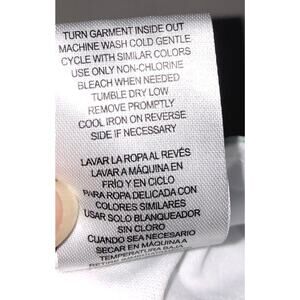 TURN GARMENT INSIDE OUT
MACHINE WASH COLD GENTLE
CYCLE WITH SIMILAR COLORS
USE ONLY NON-CHLORINE
BLEACH WHEN NEEDED
TUMBLE DRY LOW
REMOVE PROMPTLY
COOL IRON ON REVERSE
SIDE IF NECESSARY
LAVAR LA ROPA AL REVÉS
LAVAR A MÁQUINA EN
FRÍO Y EN CICLO
PARA ROPA DELICADA CON
COLORES SIMILARES
USAR SOLO BLANQUEADOR
SIN CLORO
CUANDO SEA NECESARIO
SECAR EN MÁQUINA A
TEMPERATURA BAJA
RETIRE